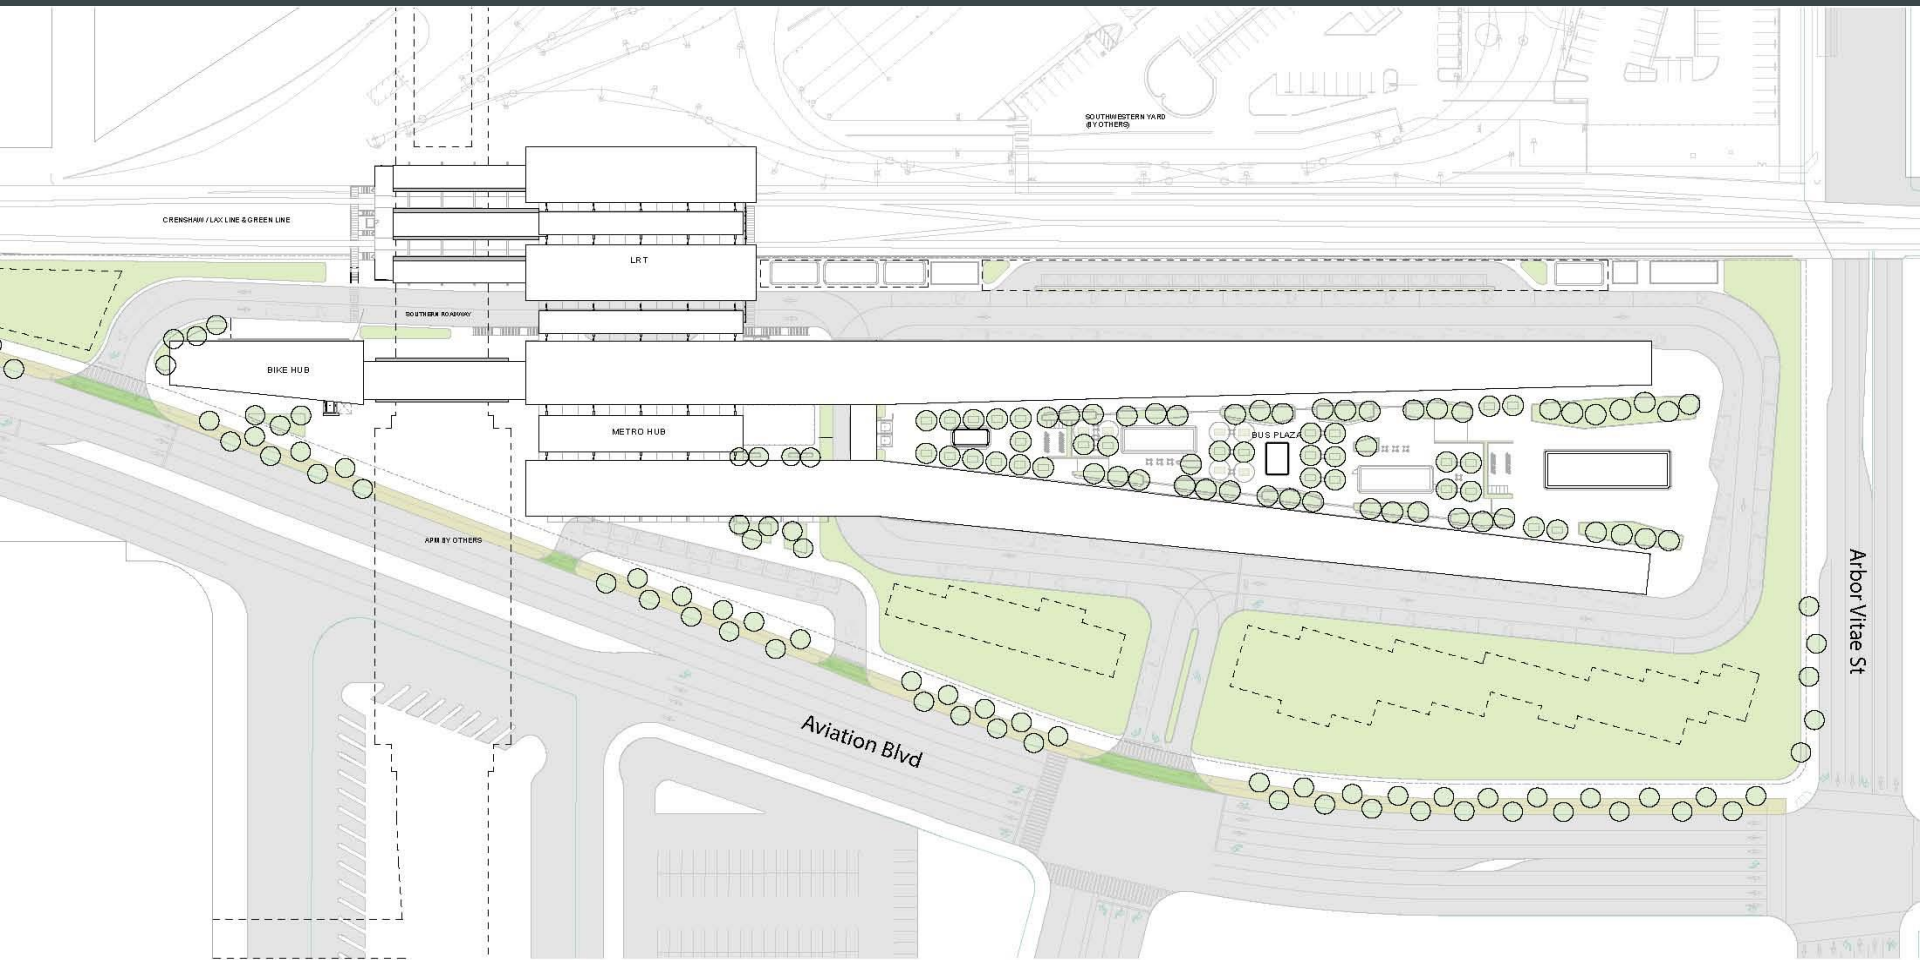 SOUTHWESTERN YARD
(BY OTHERS)
CRENSHAW / LAX LINE & GREEN LINE
LRT
SOUTHERN ROADWAY
BIKE HUB
METRO HUB
BUS PLAZA
APM BY OTHERS
Arbor Vitae St
Aviation Blvd